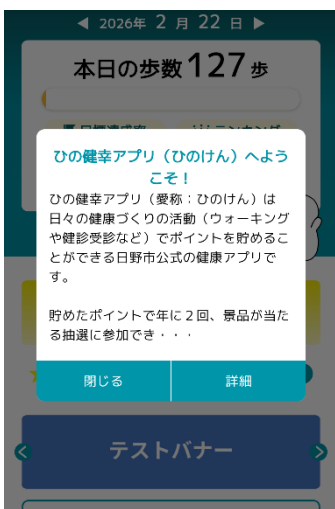 ◀ 2026年 2 月 22 日 ▶
本日の歩数127歩
ひの健幸アプリ（ひのけん）へよう
こそ！
ひの健幸アプリ（愛称：ひのけん）は
日々の健康づくりの活動（ウォーキング
や健診受診など）でポイントを貯めるこ
とができる日野市公式の健康アプリで
す。
貯めたポイントで年に２回、景品が当た
る抽選に参加でき・・・
閉じる
詳細
テストバナー